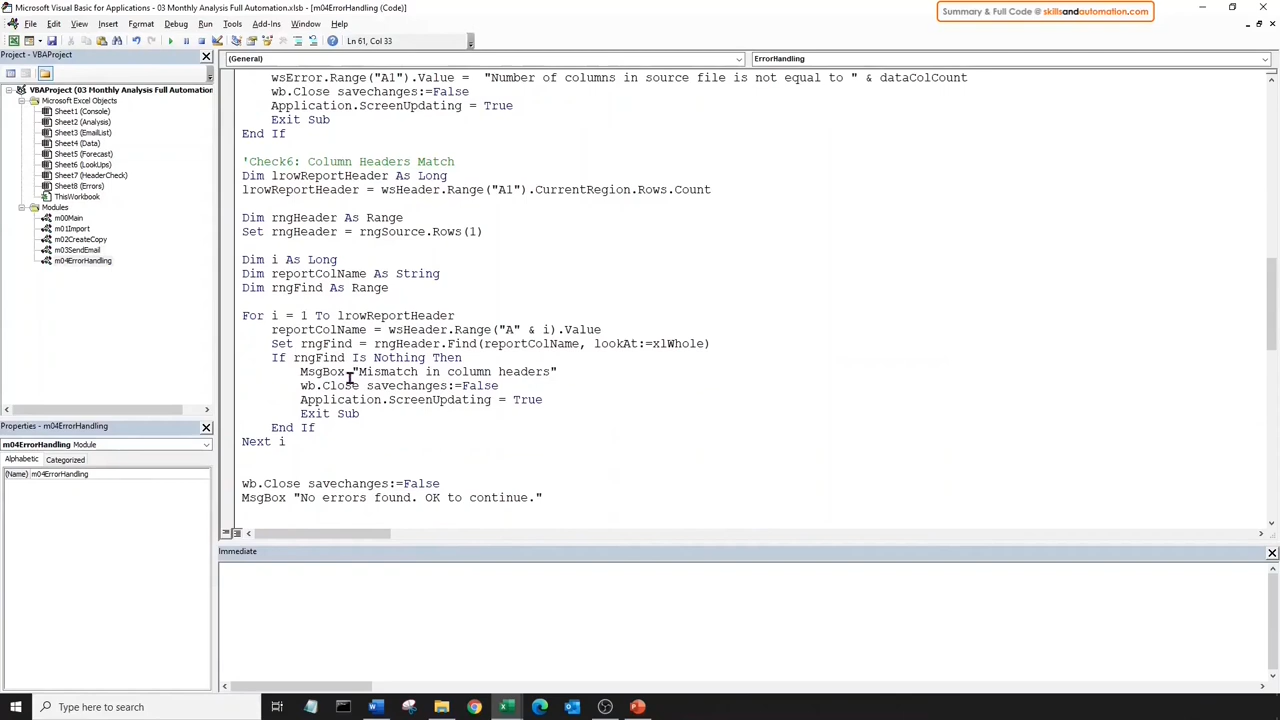 Microsoft Visual Basic for Applications - 03 Monthly Analysis Full Automation.xlsb - [m04ErrorHandling (Code)]
Summary & Full Code @ skillsandautomation.com
File Edit View Insert Format Debug Run Tools Add-Ins Window Help
Ln 61, Col 33
Project - VBAProject
(General)
ErrorHandling
VBAProject (03 Monthly Analysis Full Automation
Microsoft Excel Objects
Sheet1 (Console)
Sheet2 (Analysis)
Sheet3 (EmailList)
Sheet4 (Data)
Sheet5 (Forecast)
Sheet6 (LookUps)
Sheet7 (HeaderCheck)
Sheet8 (Errors)
ThisWorkbook
Modules
m00Main
m01Import
m02CreateCopy
m03SendEmail
m04ErrorHandling
Properties - m04ErrorHandling
m04ErrorHandling Module
Alphabetic Categorized
(Name) m04ErrorHandling
wsError.Range("A1").Value = "Number of columns in source file is not equal to " & dataColCount
wb.Close savechanges:=False
Application.ScreenUpdating = True
Exit Sub
End If
'Check6: Column Headers Match
Dim lrowReportHeader As Long
lrowReportHeader = wsHeader.Range("A1").CurrentRegion.Rows.Count
Dim rngHeader As Range
Set rngHeader = rngSource.Rows(1)
Dim i As Long
Dim reportColName As String
Dim rngFind As Range
For i = 1 To lrowReportHeader
reportColName = wsHeader.Range("A" & i).Value
Set rngFind = rngHeader.Find(reportColName, lookAt:=xlWhole)
If rngFind Is Nothing Then
MsgBox "Mismatch in column headers"
wb.Close savechanges:=False
Application.ScreenUpdating = True
Exit Sub
End If
Next i
wb.Close savechanges:=False
MsgBox "No errors found. OK to continue."
Immediate
Type here to search